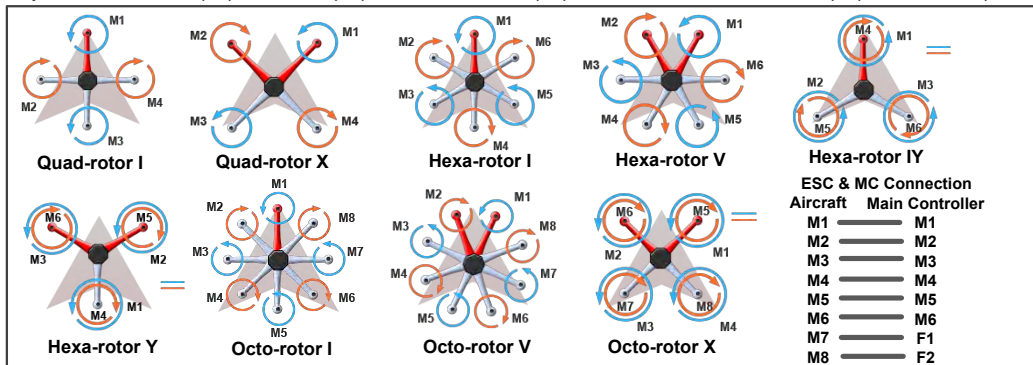 M1
M2
M4
M3
Quad-rotor I
M2
M1
M3
M4
Quad-rotor X
M1
M2
M6
M3
M5
M4
Hexa-rotor I
M2
M1
M3
M6
M4
M5
Hexa-rotor V
M4
M1
M2
M3
M5
M6
Hexa-rotor IY
M6
M5
M3
M2
M4
M1
Hexa-rotor Y
M1
M2
M8
M3
M7
M4
M6
M5
Octo-rotor I
M2
M1
M3
M8
M4
M7
M5
M6
Octo-rotor V
M6
M5
M2
M1
M7
M8
M3
M4
Octo-rotor X
ESC & MC Connection
Aircraft Main Controller
M1 M1
M2 M2
M3 M3
M4 M4
M5 M5
M6 M6
M7 F1
M8 F2